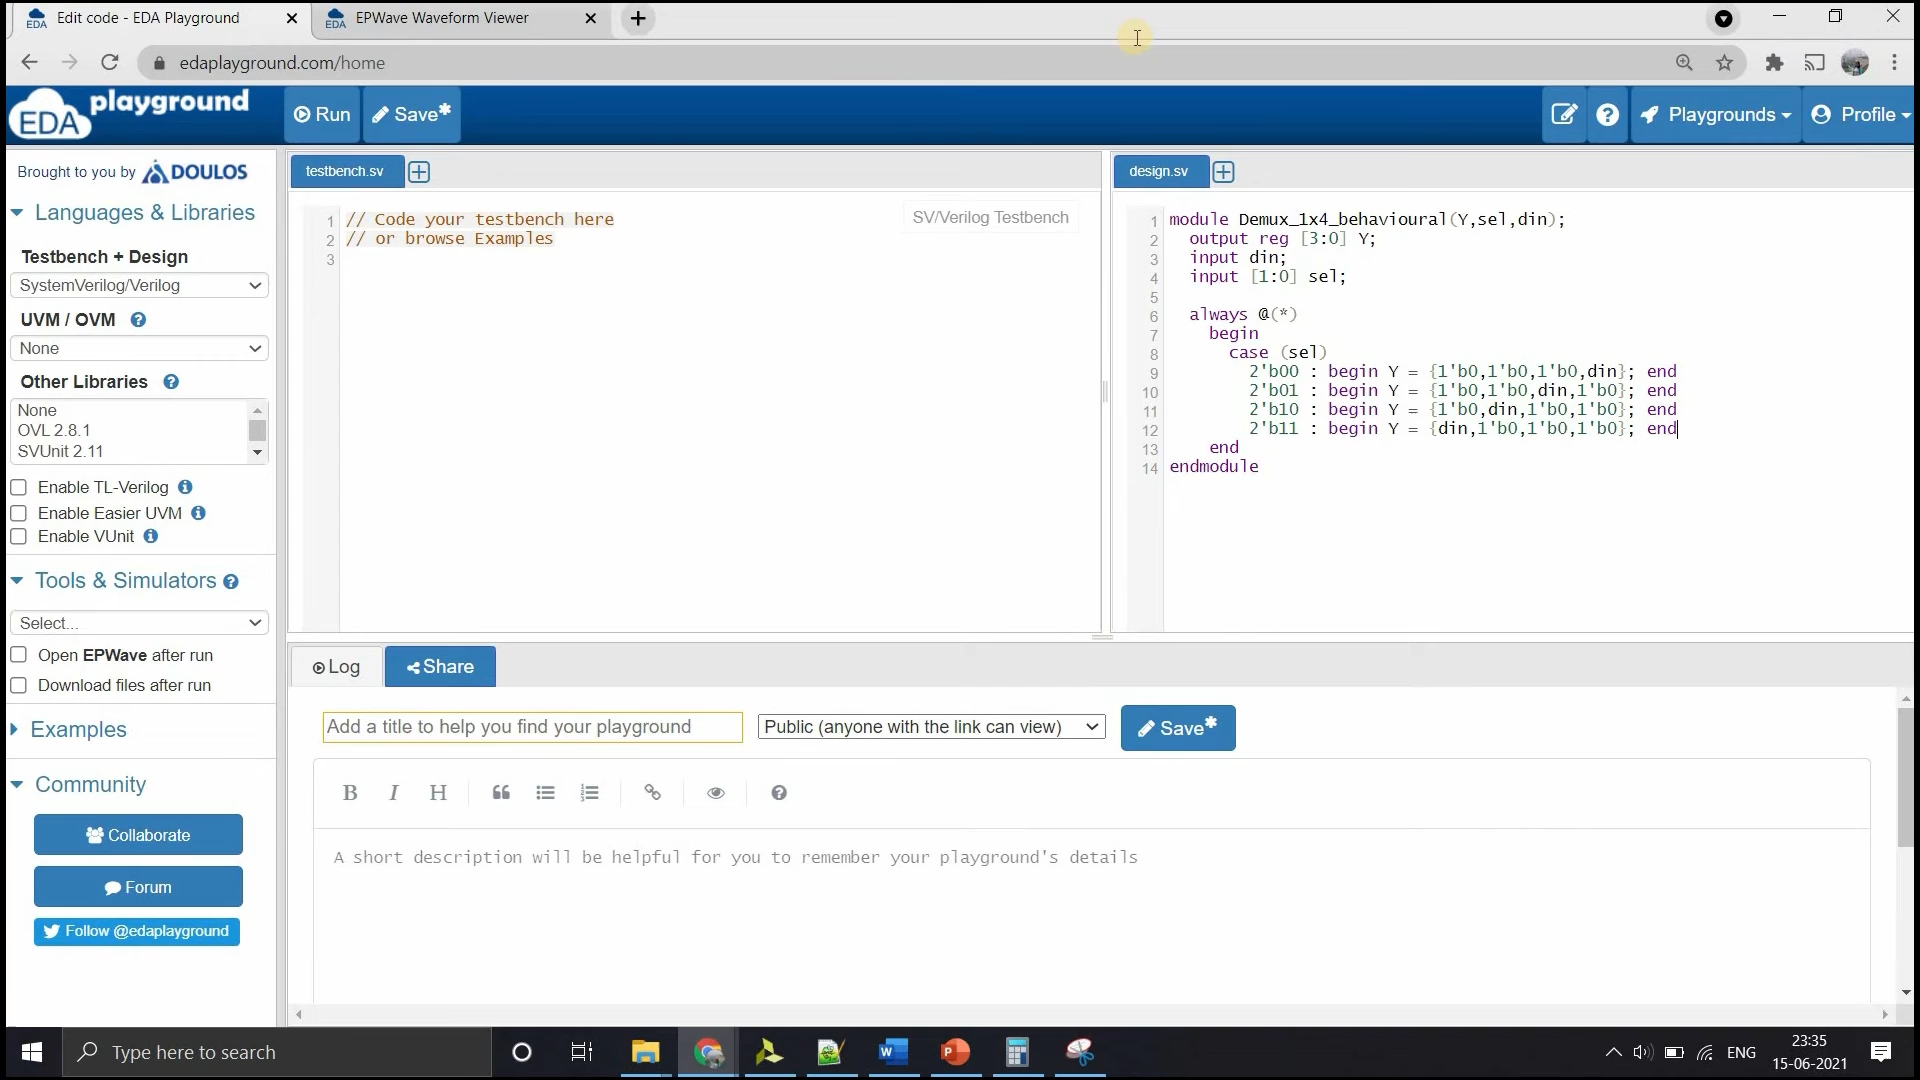 Edit code - EDA Playground
EPWave Waveform Viewer
edaplayground.com/home
EDA playground
Run
Save*
Playgrounds
Profile
Brought to you by DOULOS
Languages & Libraries
Testbench + Design
SystemVerilog/Verilog
UVM / OVM
None
Other Libraries
None
OVL 2.8.1
SVUnit 2.11
Enable TL-Verilog
Enable Easier UVM
Enable VUnit
Tools & Simulators
Select...
Open EPWave after run
Download files after run
Examples
Community
Collaborate
Forum
Follow @edaplayground
testbench.sv
1 // Code your testbench here
2 // or browse Examples
3
SV/Verilog Testbench
design.sv
1 module Demux_1x4_behavioural(Y,sel,din);
2 output reg [3:0] Y;
3 input din;
4 input [1:0] sel;
5
6 always @(*)
7 begin
8 case (sel)
9 2'b00 : begin Y = {1'b0,1'b0,1'b0,din}; end
10 2'b01 : begin Y = {1'b0,1'b0,din,1'b0}; end
11 2'b10 : begin Y = {1'b0,din,1'b0,1'b0}; end
12 2'b11 : begin Y = {din,1'b0,1'b0,1'b0}; end
13 end
14 endmodule
Log
Share
Add a title to help you find your playground
Public (anyone with the link can view)
Save*
B I H
A short description will be helpful for you to remember your playground's details
Type here to search
ENG
23:35
15-06-2021